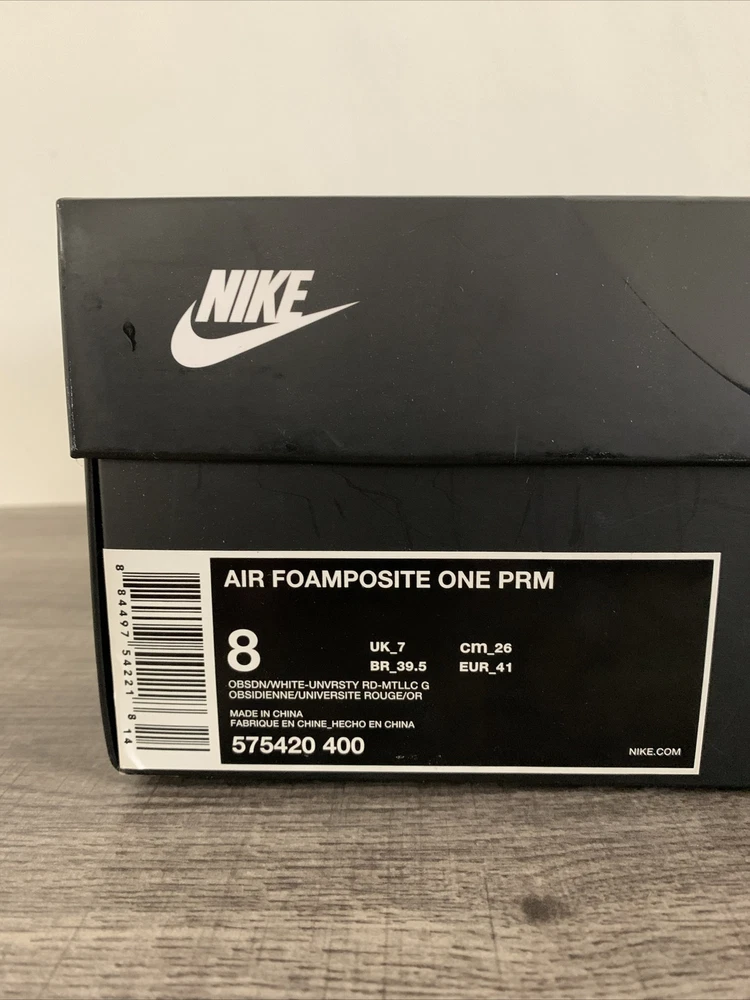 NIKE
AIR FOAMPOSITE ONE PRM
8
UK_7 cm_26
BR_39.5 EUR_41
OBSDN/WHITE-UNVRSTY RD-MTLLC G
OBSIDIENNE/UNIVERSITE ROUGE/OR
MADE IN CHINA
FABRIQUE EN CHINE_HECHO EN CHINA
575420 400
NIKE.COM
8 84497 54221 8 14